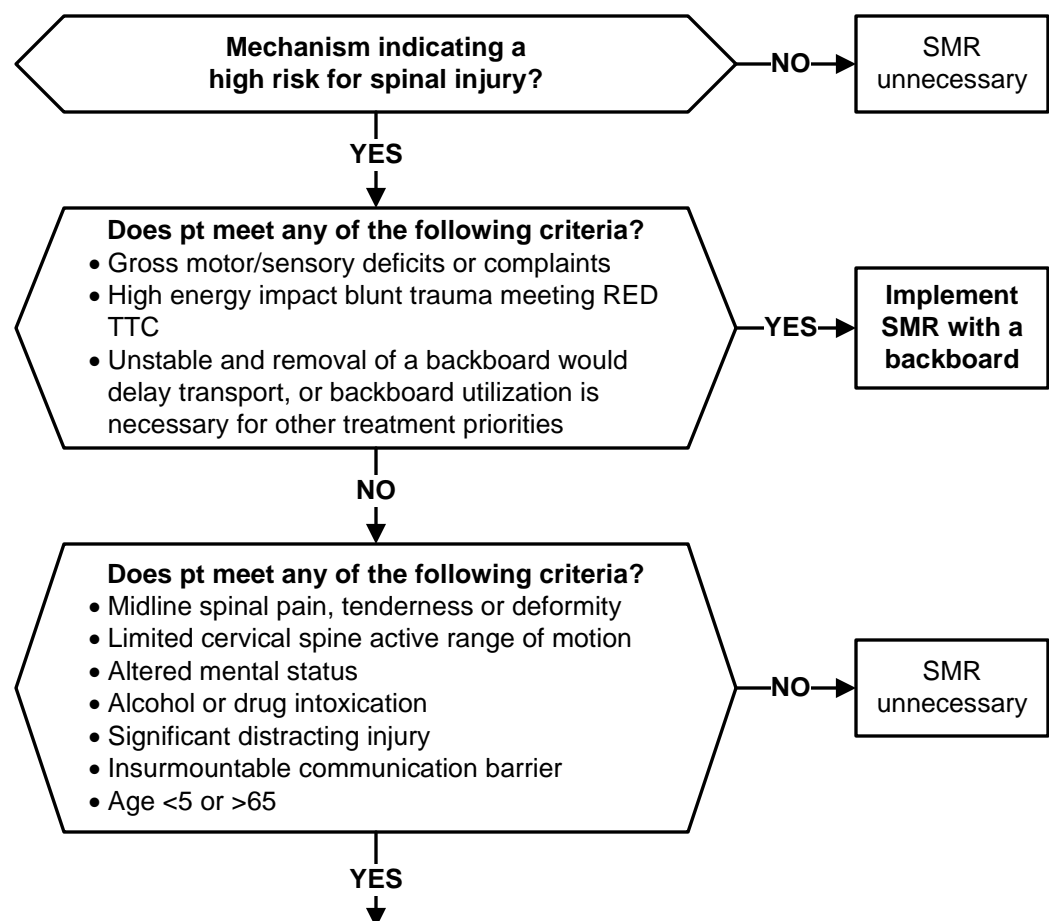 Mechanism indicating a
high risk for spinal injury?
NO
SMR
unnecessary
YES
Does pt meet any of the following criteria?
• Gross motor/sensory deficits or complaints
• High energy impact blunt trauma meeting RED
TTC
• Unstable and removal of a backboard would
delay transport, or backboard utilization is
necessary for other treatment priorities
YES
Implement
SMR with a
backboard
NO
Does pt meet any of the following criteria?
• Midline spinal pain, tenderness or deformity
• Limited cervical spine active range of motion
• Altered mental status
• Alcohol or drug intoxication
• Significant distracting injury
• Insurmountable communication barrier
• Age <5 or >65
NO
SMR
unnecessary
YES